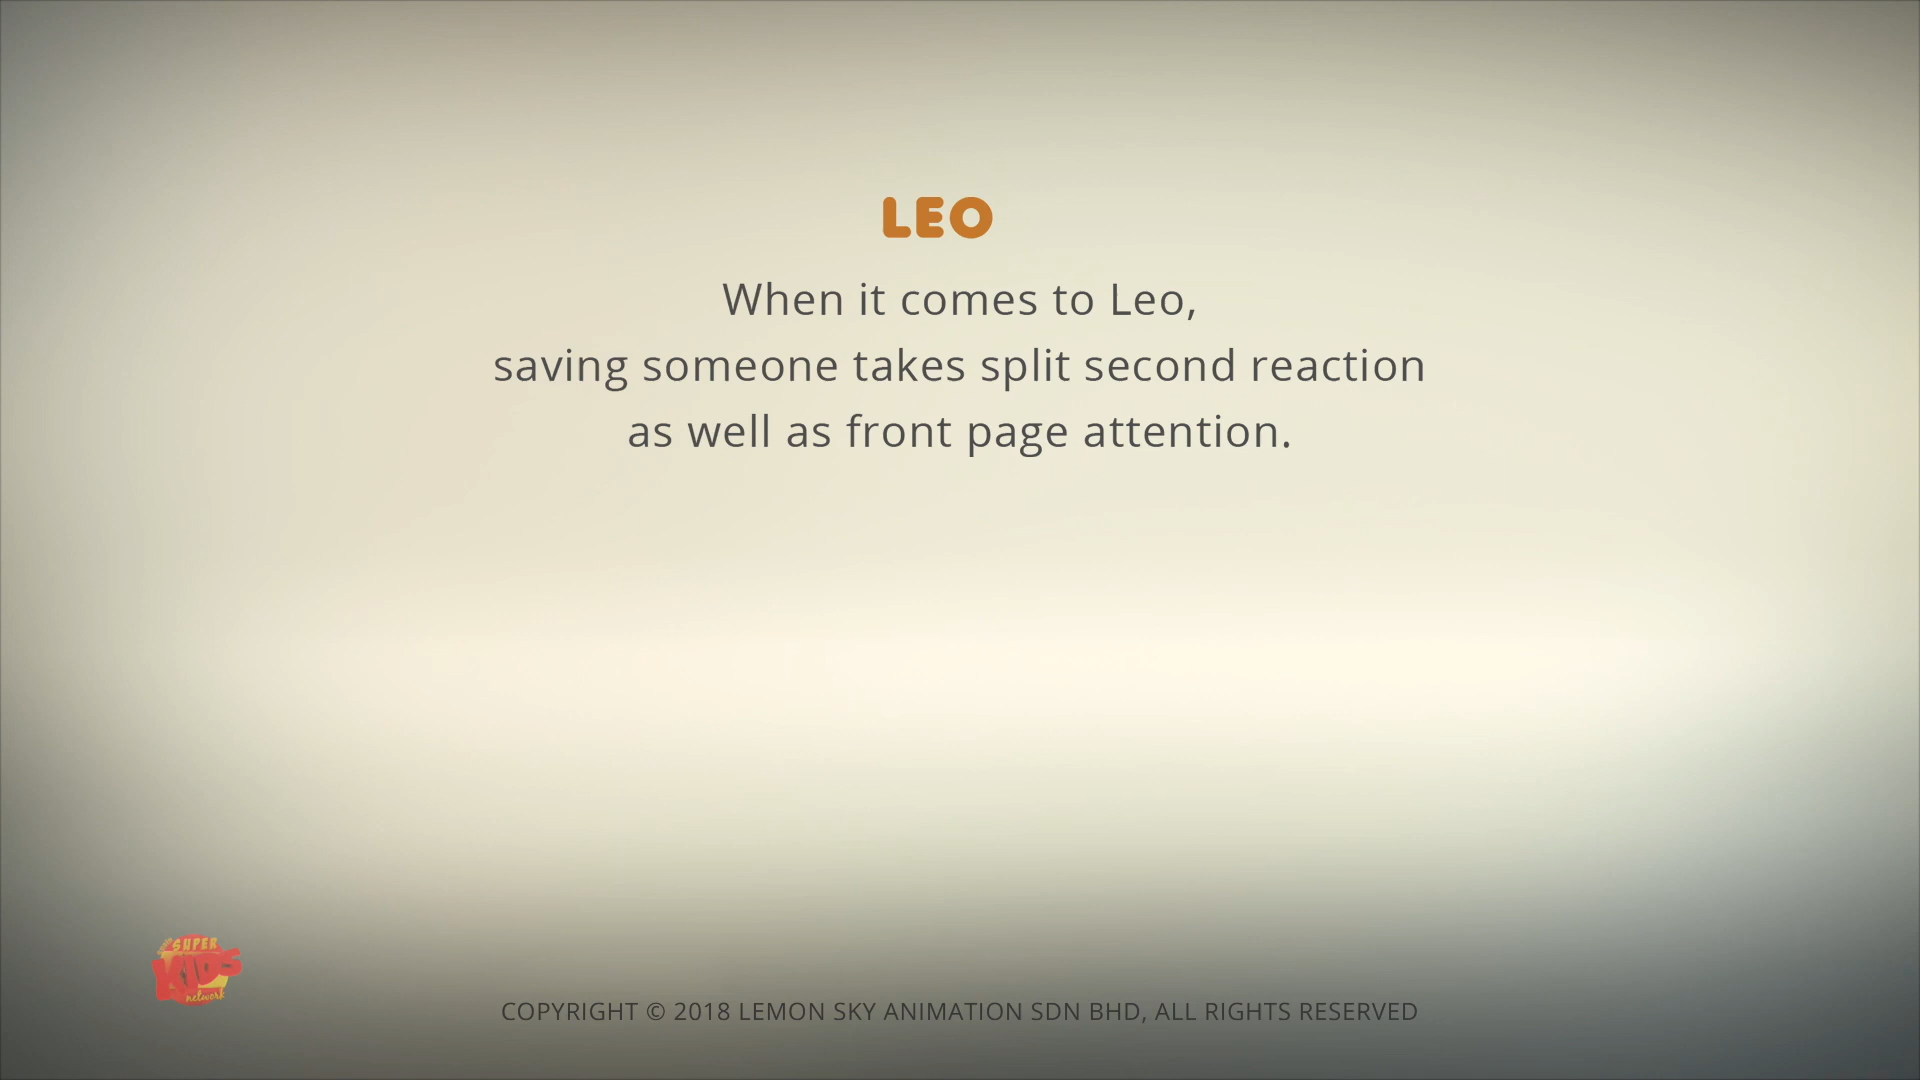 LEO
When it comes to Leo,
saving someone takes split second reaction
as well as front page attention.
SUPER
KIDS
network
COPYRIGHT © 2018 LEMON SKY ANIMATION SDN BHD, ALL RIGHTS RESERVED